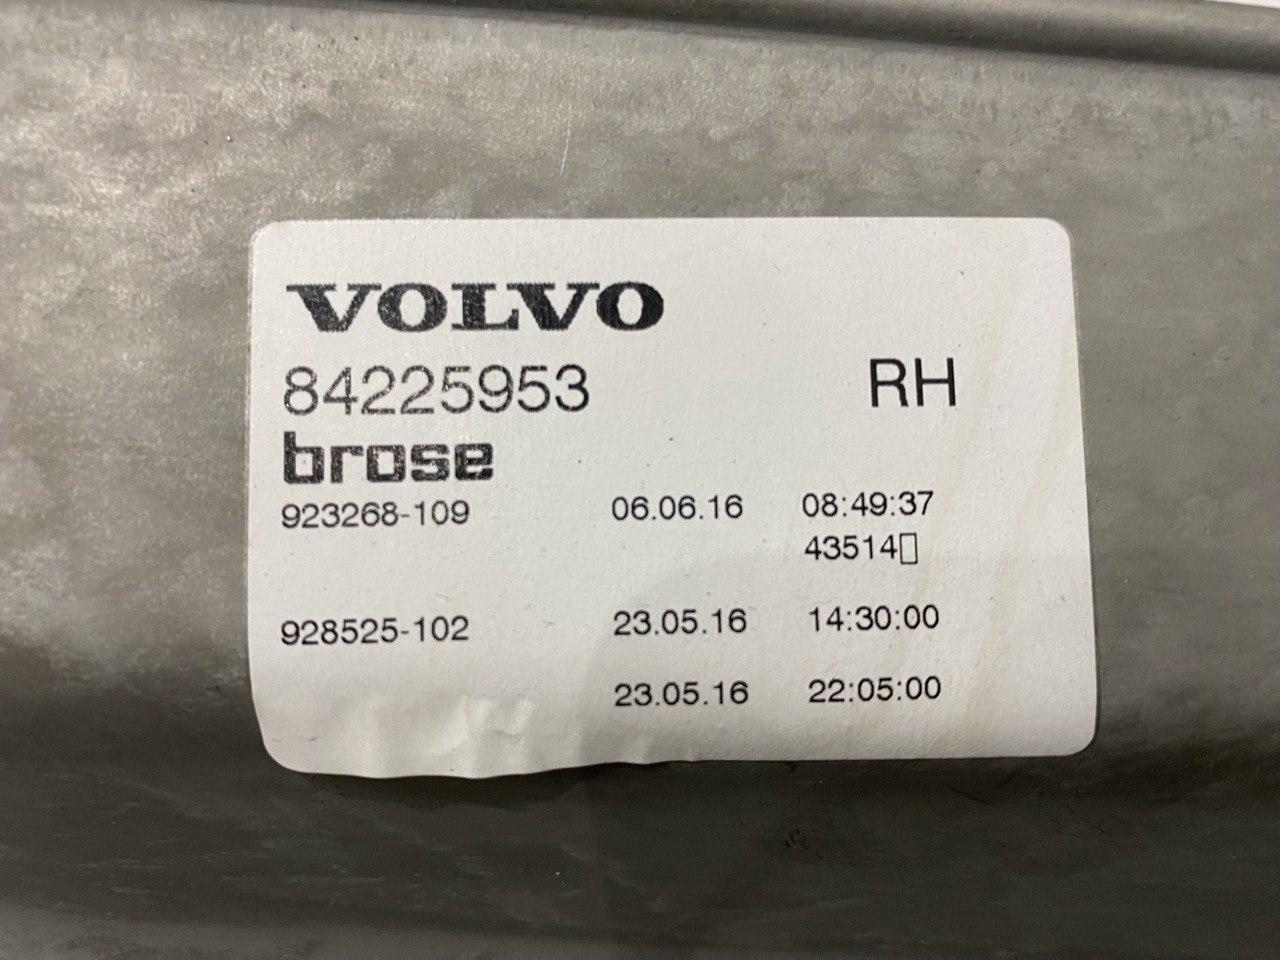 VOLVO
84225953 RH
brose
923268-109 06.06.16 08:49:37
43514▯
928525-102 23.05.16 14:30:00
23.05.16 22:05:00